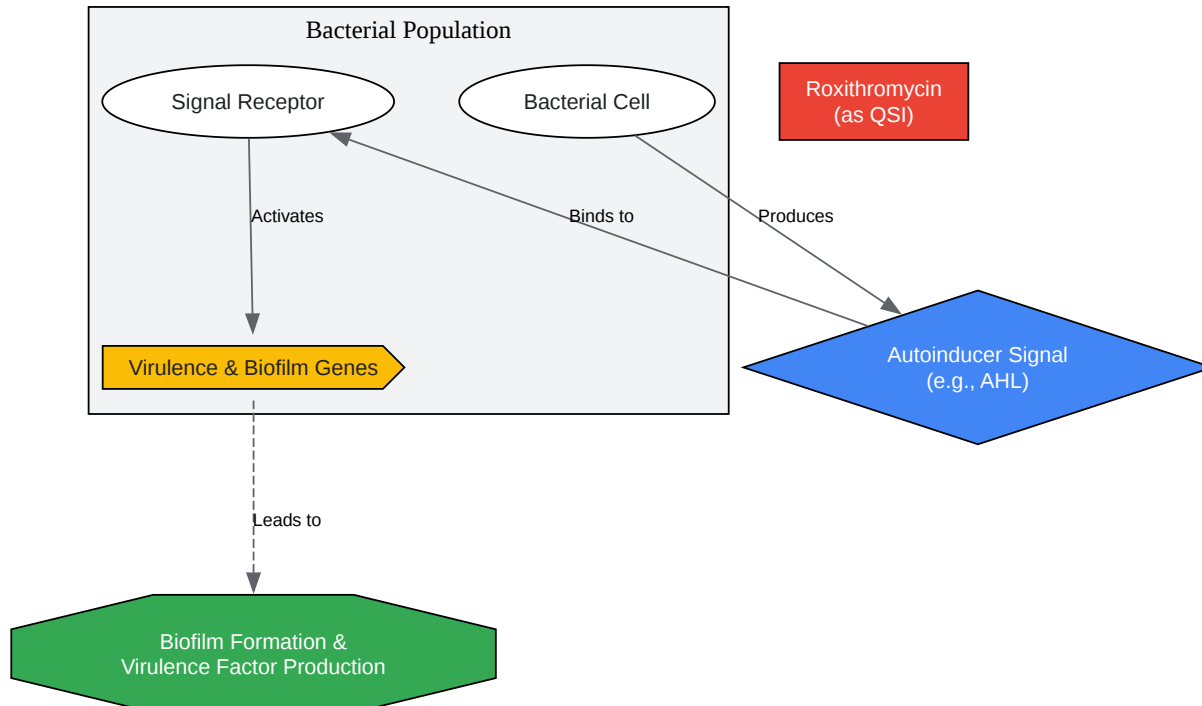 Bacterial Population
Signal Receptor
Bacterial Cell
Roxithromycin
(as QSI)
Activates
Binds to
Produces
Virulence & Biofilm Genes
Autoinducer Signal
(e.g., AHL)
Leads to
Biofilm Formation &
Virulence Factor Production